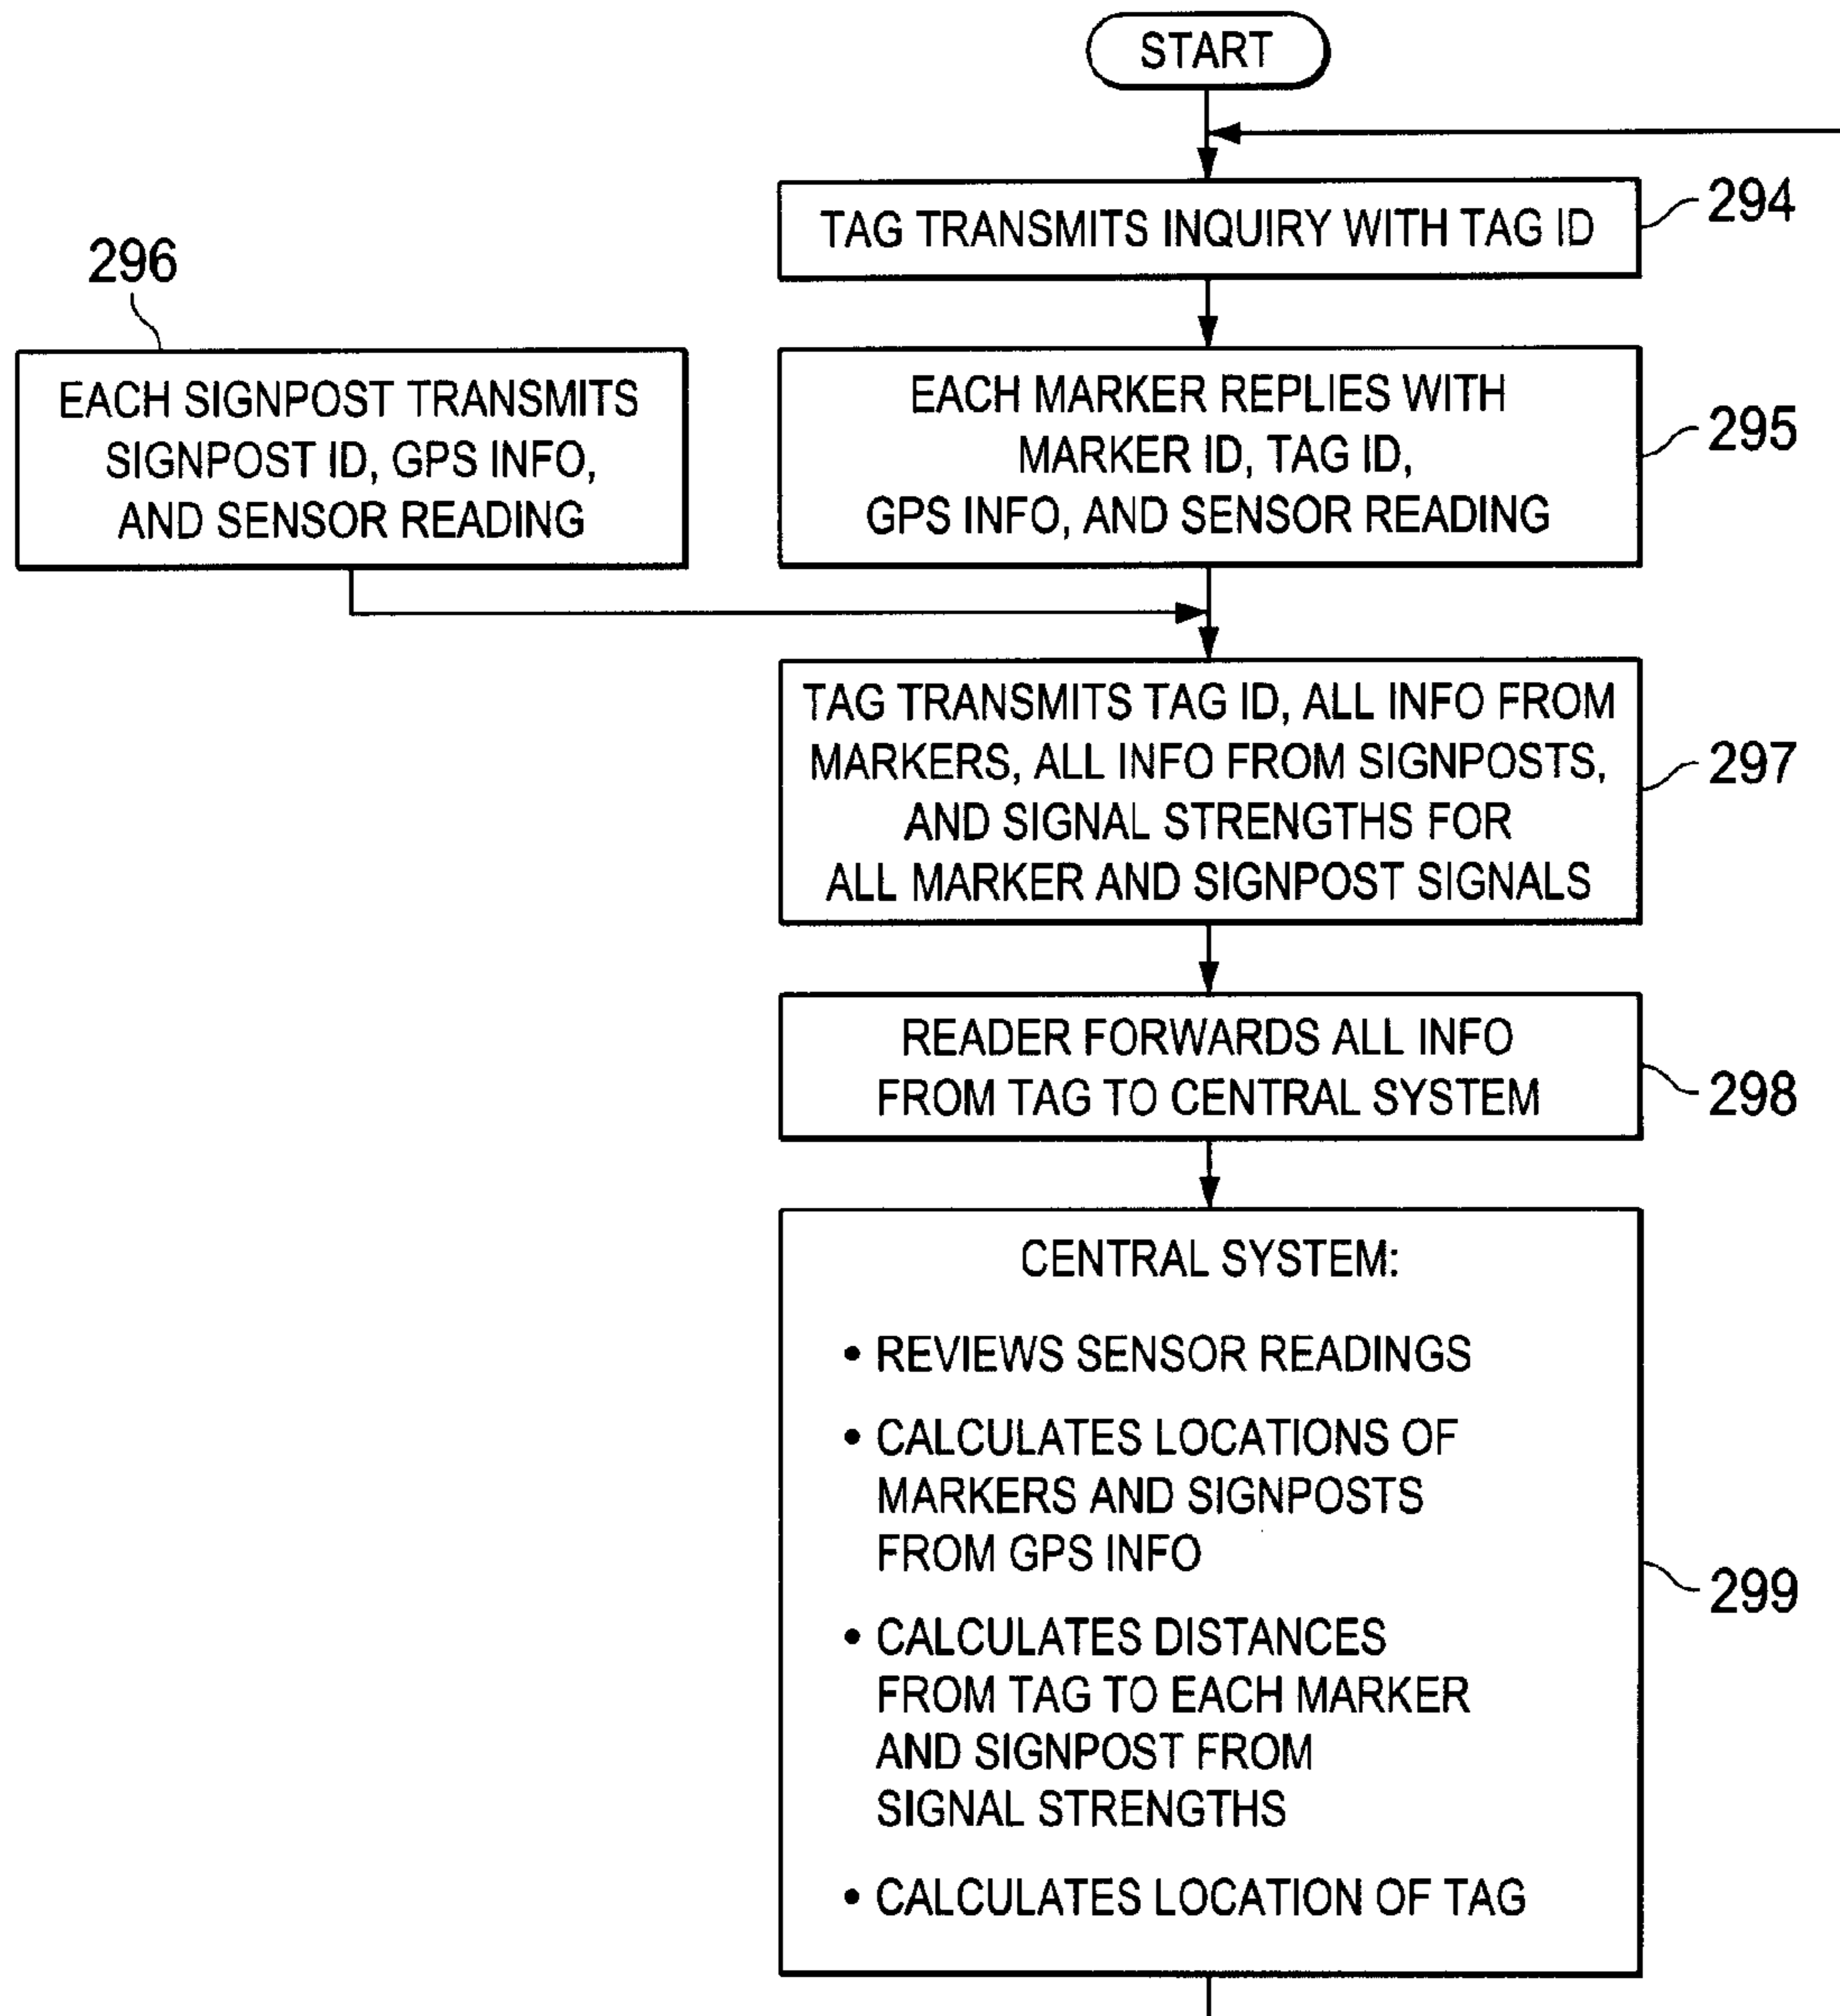 START
TAG TRANSMITS INQUIRY WITH TAG ID
294
296
EACH SIGNPOST TRANSMITS
SIGNPOST ID, GPS INFO,
AND SENSOR READING
EACH MARKER REPLIES WITH
MARKER ID, TAG ID,
GPS INFO, AND SENSOR READING
295
TAG TRANSMITS TAG ID, ALL INFO FROM
MARKERS, ALL INFO FROM SIGNPOSTS,
AND SIGNAL STRENGTHS FOR
ALL MARKER AND SIGNPOST SIGNALS
297
READER FORWARDS ALL INFO
FROM TAG TO CENTRAL SYSTEM
298
CENTRAL SYSTEM:
• REVIEWS SENSOR READINGS
• CALCULATES LOCATIONS OF
MARKERS AND SIGNPOSTS
FROM GPS INFO
• CALCULATES DISTANCES
FROM TAG TO EACH MARKER
AND SIGNPOST FROM
SIGNAL STRENGTHS
• CALCULATES LOCATION OF TAG
299